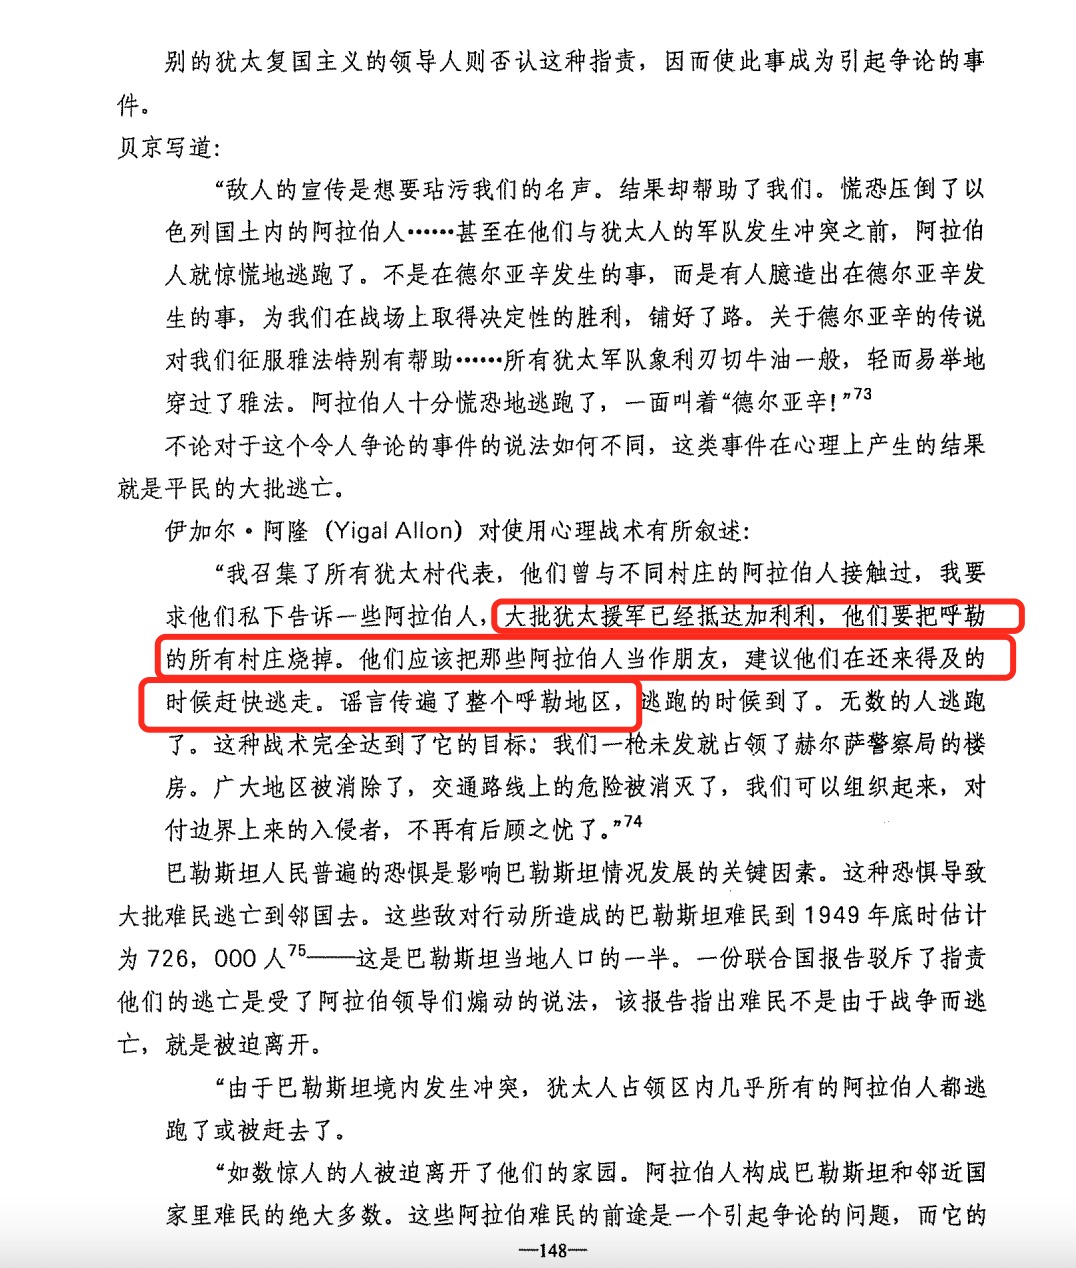 别的犹太复国主义的领导人则否认这种指责，因而使此事成为引起争论的事
件。
贝京写道：
“敌人的宣传是想要玷污我们的名声。结果却帮助了我们。慌恐压倒了以
色列国土内的阿拉伯人……甚至在他们与犹太人的军队发生冲突之前，阿拉伯
人就惊慌地逃跑了。不是在德尔亚辛发生的事，而是有人臆造出在德尔亚辛发
生的事，为我们在战场上取得决定性的胜利，铺好了路。关于德尔亚辛的传说
对我们征服雅法特别有帮助……所有犹太军队象利刃切牛油一般，轻而易举地
穿过了雅法。阿拉伯人十分慌恐地逃跑了，一面叫着“德尔亚辛！”73
不论对于这个令人争论的事件的说法如何不同，这类事件在心理上产生的结果
就是平民的大批逃亡。
伊加尔·阿隆（Yigal Allon）对使用心理战术有所叙述：
“我召集了所有犹太村代表，他们曾与不同村庄的阿拉伯人接触过，我要
求他们私下告诉一些阿拉伯人，大批犹太援军已经抵达加利利，他们要把呼勒
的所有村庄烧掉。他们应该把那些阿拉伯人当作朋友，建议他们在还来得及的
时候赶快逃走。谣言传遍了整个呼勒地区，逃跑的时候到了。无数的人逃跑
了。这种战术完全达到了它的目标；我们一枪未发就占领了赫尔萨警察局的楼
房。广大地区被消除了，交通路线上的危险被消灭了，我们可以组织起来，对
付边界上来的入侵者，不再有后顾之忧了。”74
巴勒斯坦人民普遍的恐惧是影响巴勒斯坦情况发展的关键因素。这种恐惧导致
大批难民逃亡到邻国去。这些敌对行动所造成的巴勒斯坦难民到 1949 年底时估计
为 726，000 人75——这是巴勒斯坦当地人口的一半。一份联合国报告驳斥了指责
他们的逃亡是受了阿拉伯领导们煽动的说法，该报告指出难民不是由于战争而逃
亡，就是被迫离开。
“由于巴勒斯坦境内发生冲突，犹太人占领区内几乎所有的阿拉伯人都逃
跑了或被赶去了。
“如数惊人的人被迫离开了他们的家园。阿拉伯人构成巴勒斯坦和邻近国
家里难民的绝大多数。这些阿拉伯难民的前途是一个引起争论的问题，而它的
—148—